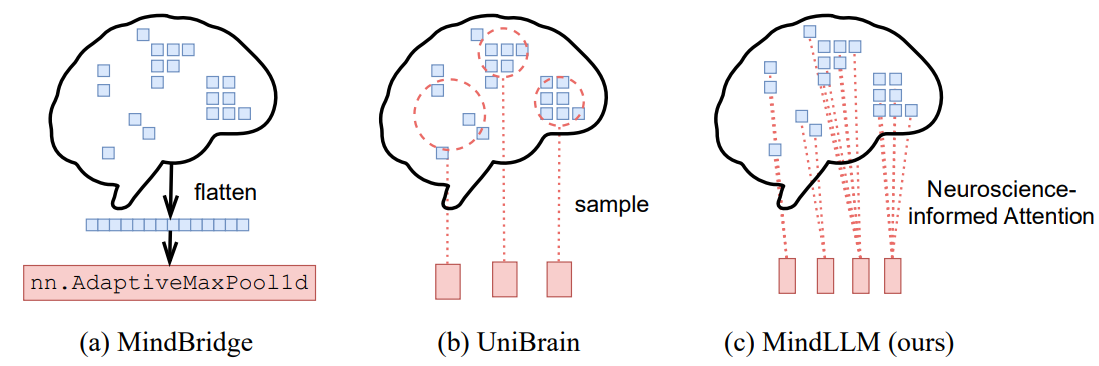 flatten
nn.AdaptiveMaxPool1d
(a) MindBridge
sample
(b) UniBrain
Neuroscience-
informed Attention
(c) MindLLM (ours)